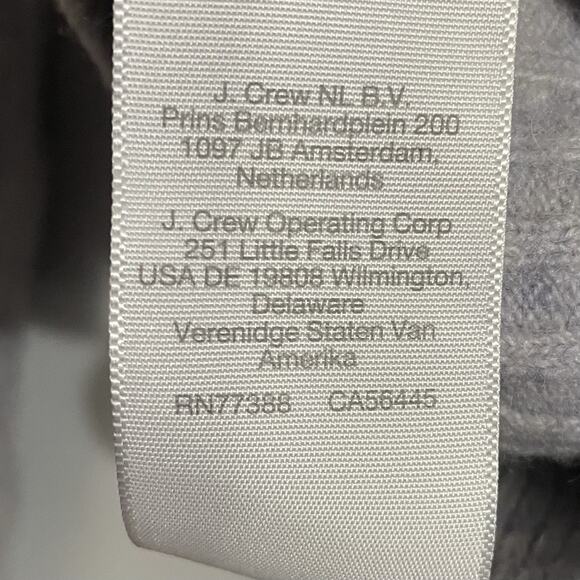 J. Crew NL B.V.
Prins Bernhardplein 200
1097 JB Amsterdam,
Netherlands
J. Crew Operating Corp
251 Little Falls Drive
USA DE 19808 Wilmington,
Delaware
Verenidge Staten Van
Amerika
RN77388 CA56445